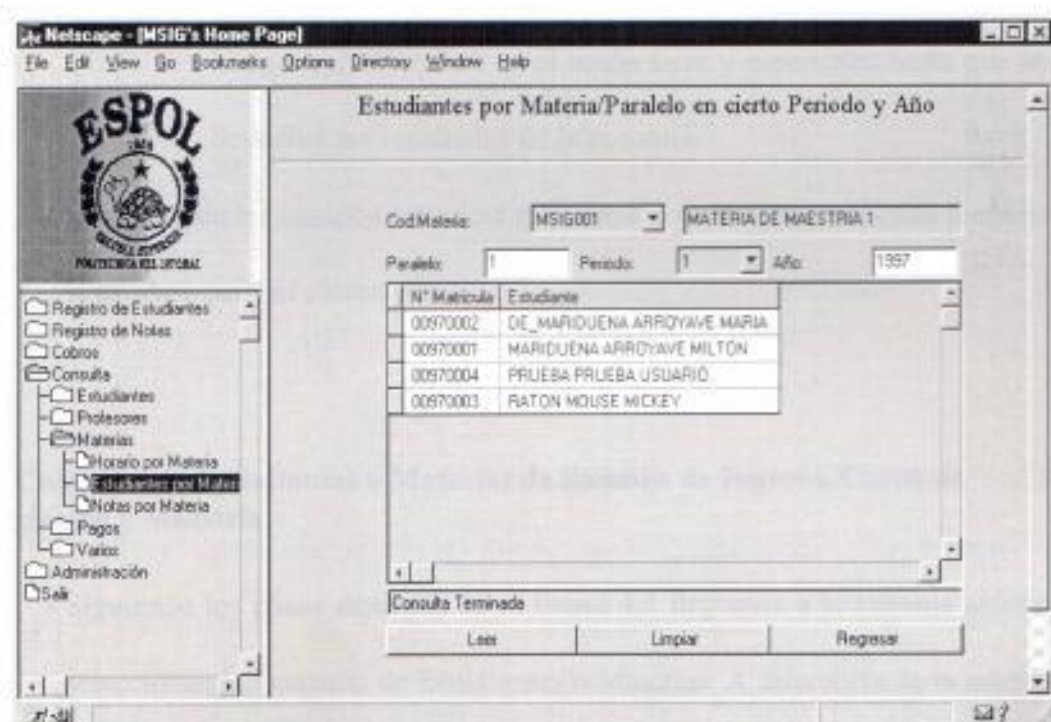 Netscape - [MSIG's Home Page]
File Edit View Go Bookmarks Options Directory Window Help
ESPOL
POLITECNICA DEL LITORAL
Registro de Estudiantes
Registro de Notas
Cobros
Consulta
Estudiantes
Profesores
Materias
Horario por Materia
Estudiantes por Materi
Notas por Materia
Pagos
Varios
Administración
Salir
Estudiantes por Materia/Paralelo en cierto Periodo y Año
Cod.Materia: MSIG001 MATERIA DE MAESTRIA 1
Paralelo: 1 Periodo: 1 Año: 1997
N° Matricula Estudiante
00970002 DE_MARIDUENA ARROYAVE MARIA
00970001 MARIDUENA ARROYAVE MILTON
00970004 PRUEBA PRUEBA USUARIO
00970003 RATON MOUSE MICKEY
Consulta Terminada
Leer Limpiar Regresar